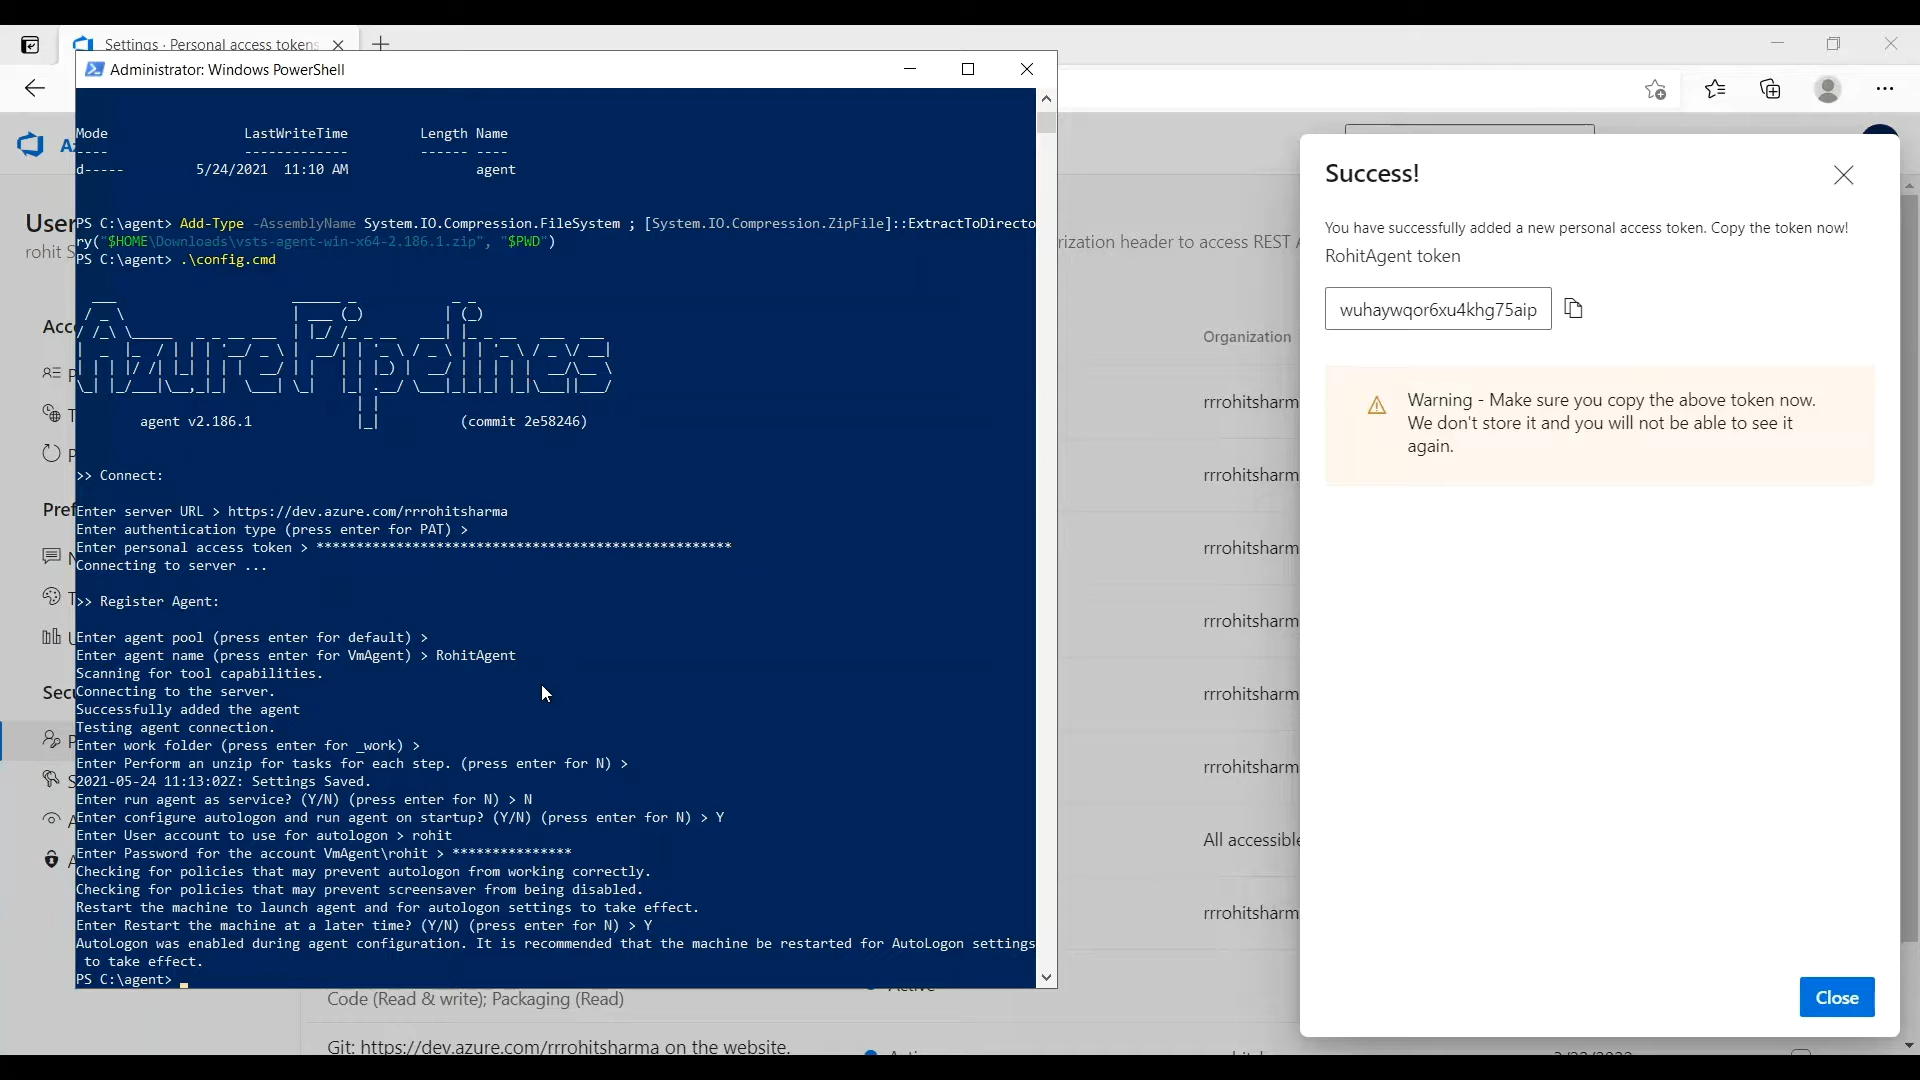 Settings · Personal access tokens
Administrator: Windows PowerShell
Mode LastWriteTime Length Name
---- ------------- ------ ----
d----- 5/24/2021 11:10 AM agent
PS C:\agent> Add-Type -AssemblyName System.IO.Compression.FileSystem ; [System.IO.Compression.ZipFile]::ExtractToDirecto
ry("$HOME\Downloads\vsts-agent-win-x64-2.186.1.zip", "$PWD")
PS C:\agent> .\config.cmd
Azure Pipelines
agent v2.186.1 (commit 2e58246)
>> Connect:
Enter server URL > https://dev.azure.com/rrrohitsharma
Enter authentication type (press enter for PAT) >
Enter personal access token > ****************************************************
Connecting to server ...
>> Register Agent:
Enter agent pool (press enter for default) >
Enter agent name (press enter for VmAgent) > RohitAgent
Scanning for tool capabilities.
Connecting to the server.
Successfully added the agent
Testing agent connection.
Enter work folder (press enter for _work) >
Enter Perform an unzip for tasks for each step. (press enter for N) >
2021-05-24 11:13:02Z: Settings Saved.
Enter run agent as service? (Y/N) (press enter for N) > N
Enter configure autologon and run agent on startup? (Y/N) (press enter for N) > Y
Enter User account to use for autologon > rohit
Enter Password for the account VmAgent\rohit > ***************
Checking for policies that may prevent autologon from working correctly.
Checking for policies that may prevent screensaver from being disabled.
Restart the machine to launch agent and for autologon settings to take effect.
Enter Restart the machine at a later time? (Y/N) (press enter for N) > Y
AutoLogon was enabled during agent configuration. It is recommended that the machine be restarted for AutoLogon settings
to take effect.
PS C:\agent>
User
rohit S
Acc
Pref
Secu
rization header to access REST A
Organization
rrrohitsharm
rrrohitsharm
rrrohitsharm
rrrohitsharm
rrrohitsharm
rrrohitsharm
All accessible
rrrohitsharm
Code (Read & write); Packaging (Read)
Active
Git: https://dev.azure.com/rrrohitsharma on the website.
Success!
You have successfully added a new personal access token. Copy the token now!
RohitAgent token
wuhaywqor6xu4khg75aip
Warning - Make sure you copy the above token now.
We don't store it and you will not be able to see it
again.
Close